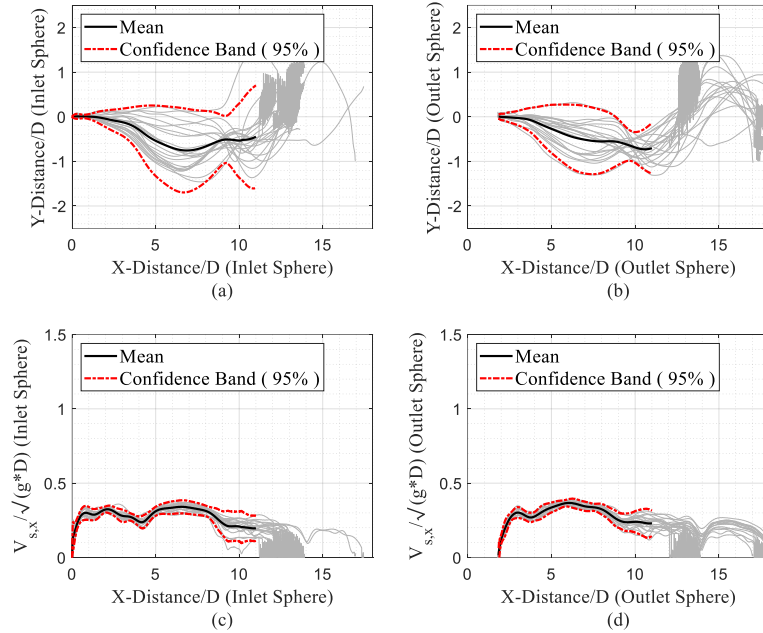 2
1
0
-1
-2
Y-Distance/D (Inlet Sphere)
Mean
Confidence Band ( 95% )
0
5
10
15
X-Distance/D (Inlet Sphere)
(a)
2
1
0
-1
-2
Y-Distance/D (Outlet Sphere)
Mean
Confidence Band ( 95% )
0
5
10
15
X-Distance/D (Outlet Sphere)
(b)
1.5
1
0.5
0
V_s,x/√(g*D) (Inlet Sphere)
Mean
Confidence Band ( 95% )
0
5
10
15
X-Distance/D (Inlet Sphere)
(c)
1.5
1
0.5
0
V_s,x/√(g*D) (Outlet Sphere)
Mean
Confidence Band ( 95% )
0
5
10
15
X-Distance/D (Outlet Sphere)
(d)